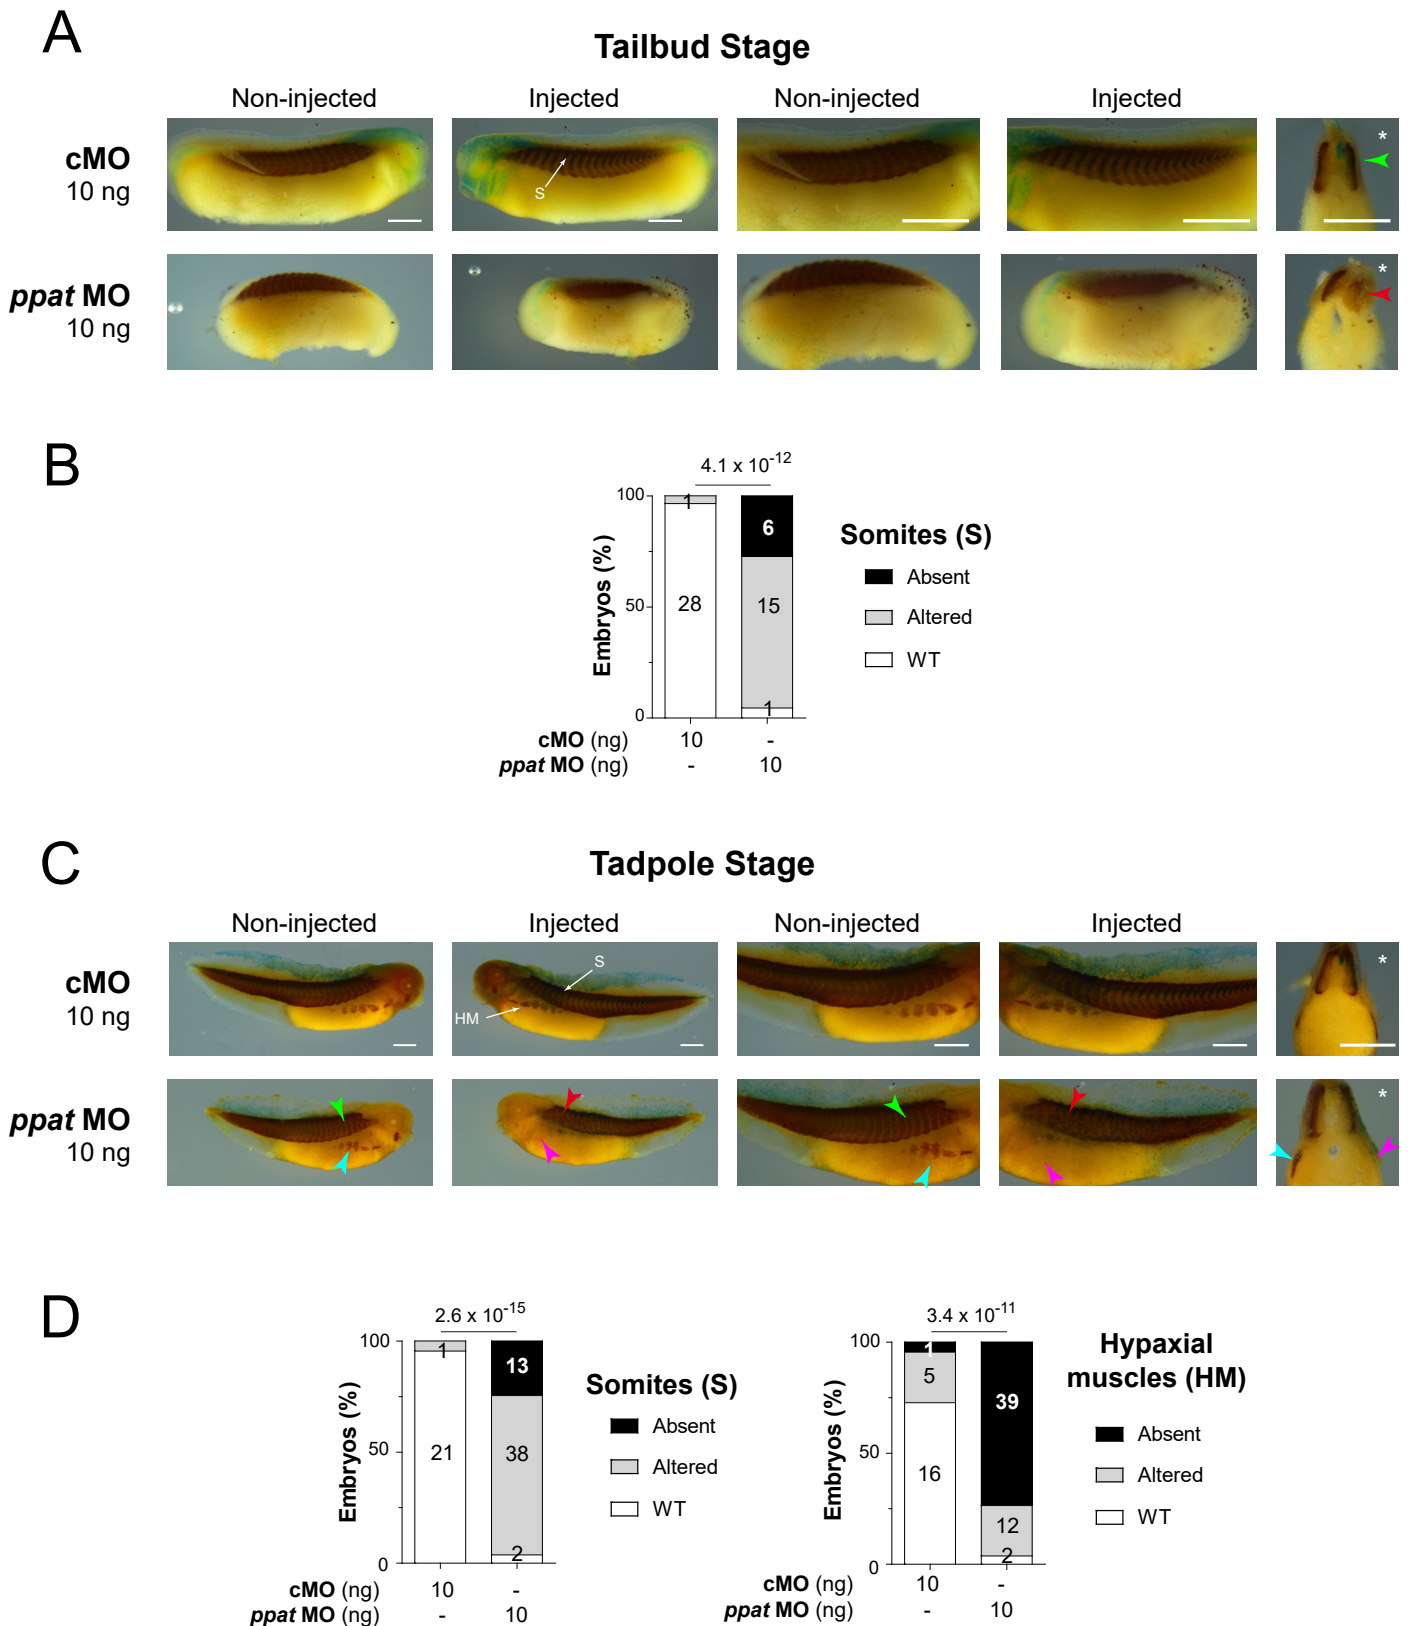 A
Tailbud Stage
Non-injected Injected Non-injected Injected
cMO
10 ng
S
*
ppat MO
10 ng
*
B
4.1 x 10-12
100
50
0
Embryos (%)
1
28
6
15
1
Somites (S)
Absent
Altered
WT
cMO (ng) 10 -
ppat MO (ng) - 10
C
Tadpole Stage
Non-injected Injected Non-injected Injected
cMO
10 ng
S
HM
*
ppat MO
10 ng
*
D
2.6 x 10-15
100
50
0
Embryos (%)
1
21
13
38
2
Somites (S)
Absent
Altered
WT
cMO (ng) 10 -
ppat MO (ng) - 10
3.4 x 10-11
100
50
0
Embryos (%)
1
5
16
39
12
2
Hypaxial
muscles (HM)
Absent
Altered
WT
cMO (ng) 10 -
ppat MO (ng) - 10